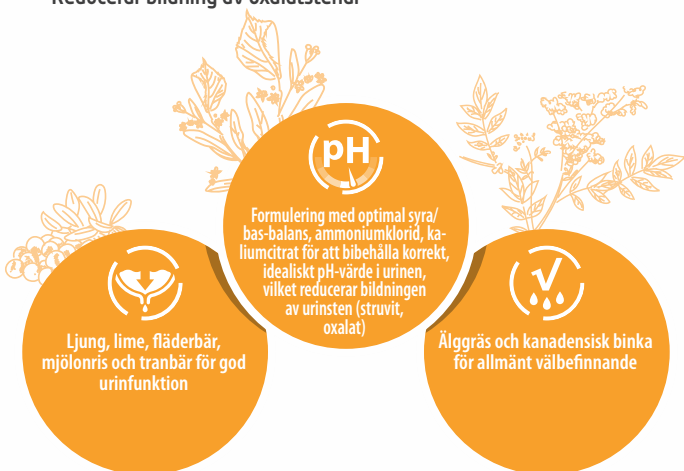 Reducerar bildning av oxalatstenar
pH
Formulering med optimal syra/
bas-balans, ammoniumklorid, ka-
liumcitrat för att bibehålla korrekt,
idealiskt pH-värde i urinen,
vilket reducerar bildningen
av urinsten (struvit,
oxalat)
Ljung, lime, fläderbär,
mjölonris och tranbär för god
urinfunktion
Älggräs och kanadensisk binka
för allmänt välbefinnande